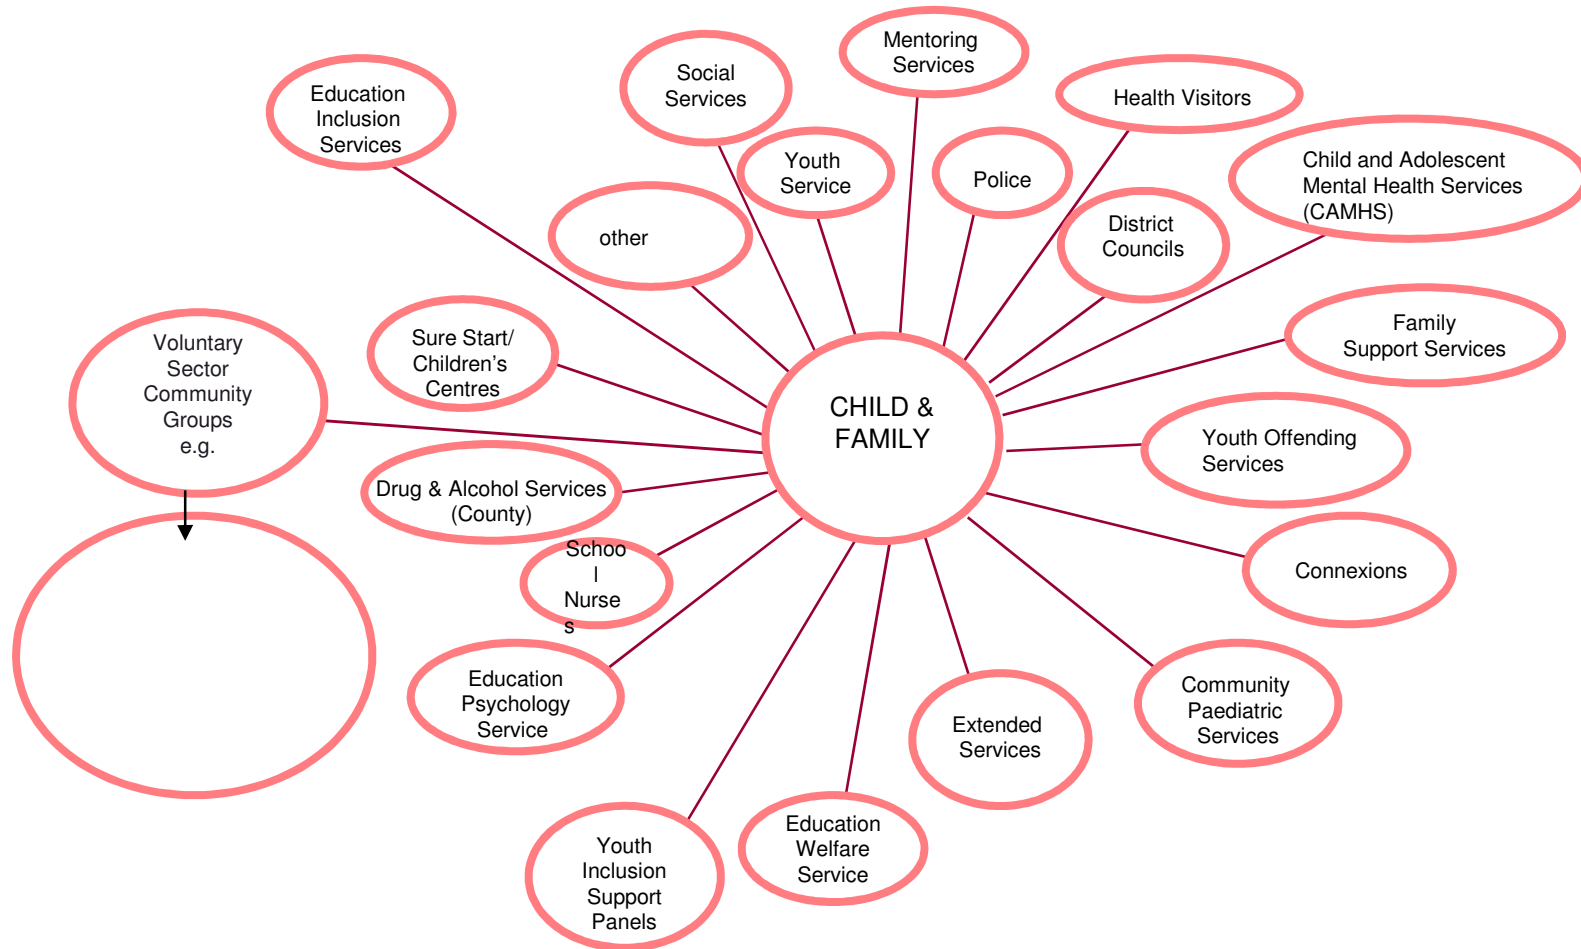 Mentoring
Services
Social
Services
Health Visitors
Education
Inclusion
Services
Youth
Service
Police
Child and Adolescent
Mental Health Services
(CAMHS)
other
District
Councils
Voluntary
Sector
Community
Groups
e.g.
Sure Start/
Children's
Centres
Family
Support Services
CHILD &
FAMILY
Youth Offending
Services
Drug & Alcohol Services
(County)
Schoo
l
Nurse
s
Connexions
Education
Psychology
Service
Community
Paediatric
Services
Extended
Services
Youth
Inclusion
Support
Panels
Education
Welfare
Service